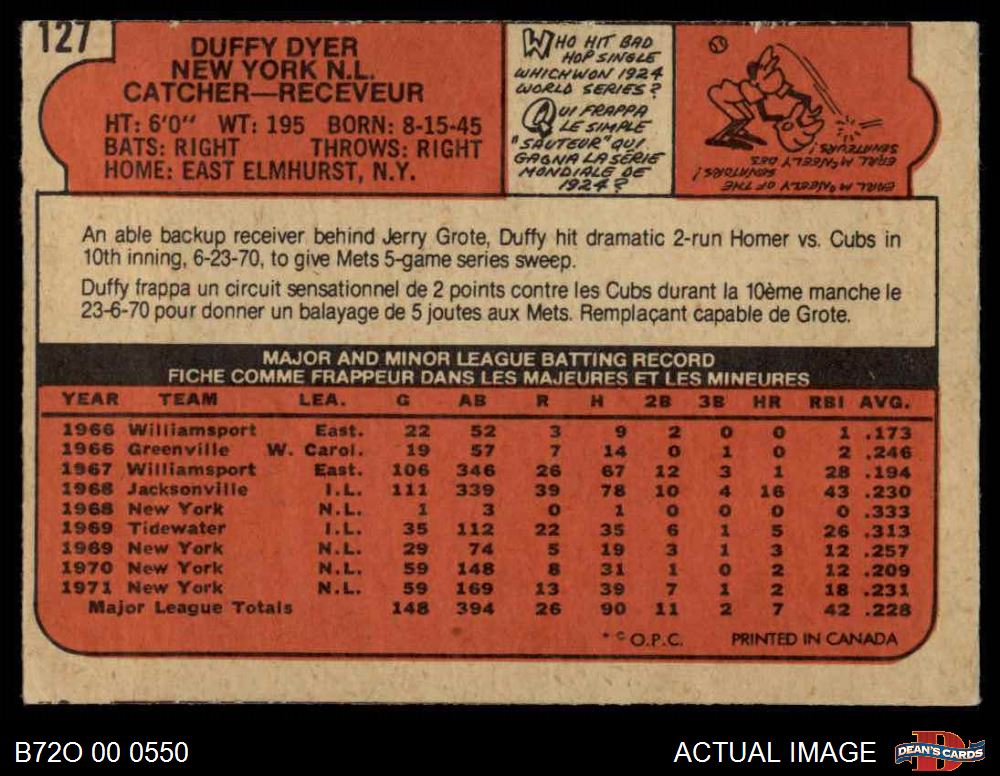 127
DUFFY DYER
NEW YORK N.L.
CATCHER—RECEVEUR
HT: 6'0" WT: 195 BORN: 8-15-45
BATS: RIGHT THROWS: RIGHT
HOME: EAST ELMHURST, N.Y.
WHO HIT BAD
HOP SINGLE
WHICH WON 1924
WORLD SERIES?
QUI FRAPPA
LE SIMPLE
"SAUTEUR" QUI
GAGNA LA SERIE
MONDIALE DE
1924?
EARL McNEELY OF THE
SENATORS!
EARL McNEELY DES
SENATEURS!
An able backup receiver behind Jerry Grote, Duffy hit dramatic 2-run Homer vs. Cubs in
10th inning, 6-23-70, to give Mets 5-game series sweep.
Duffy frappa un circuit sensationnel de 2 points contre les Cubs durant la 10ème manche le
23-6-70 pour donner un balayage de 5 joutes aux Mets. Remplaçant capable de Grote.
MAJOR AND MINOR LEAGUE BATTING RECORD
FICHE COMME FRAPPEUR DANS LES MAJEURES ET LES MINEURES
YEAR TEAM LEA. G AB R H 2B 3B HR RBI AVG.
1966 Williamsport East. 22 52 3 9 2 0 0 1 .173
1966 Greenville W. Carol. 19 57 7 14 0 1 0 2 .246
1967 Williamsport East. 106 346 26 67 12 3 1 28 .194
1968 Jacksonville I.L. 111 339 39 78 10 4 16 43 .230
1968 New York N.L. 1 3 0 1 0 0 0 0 .333
1969 Tidewater I.L. 35 112 22 35 6 1 5 26 .313
1969 New York N.L. 29 74 5 19 3 1 3 12 .257
1970 New York N.L. 59 148 8 31 1 0 2 12 .209
1971 New York N.L. 59 169 13 39 7 1 2 18 .231
Major League Totals 148 394 26 90 11 2 7 42 .228
* © O.P.C. PRINTED IN CANADA
B72O 00 0550
ACTUAL IMAGE
DEAN'S CARDS